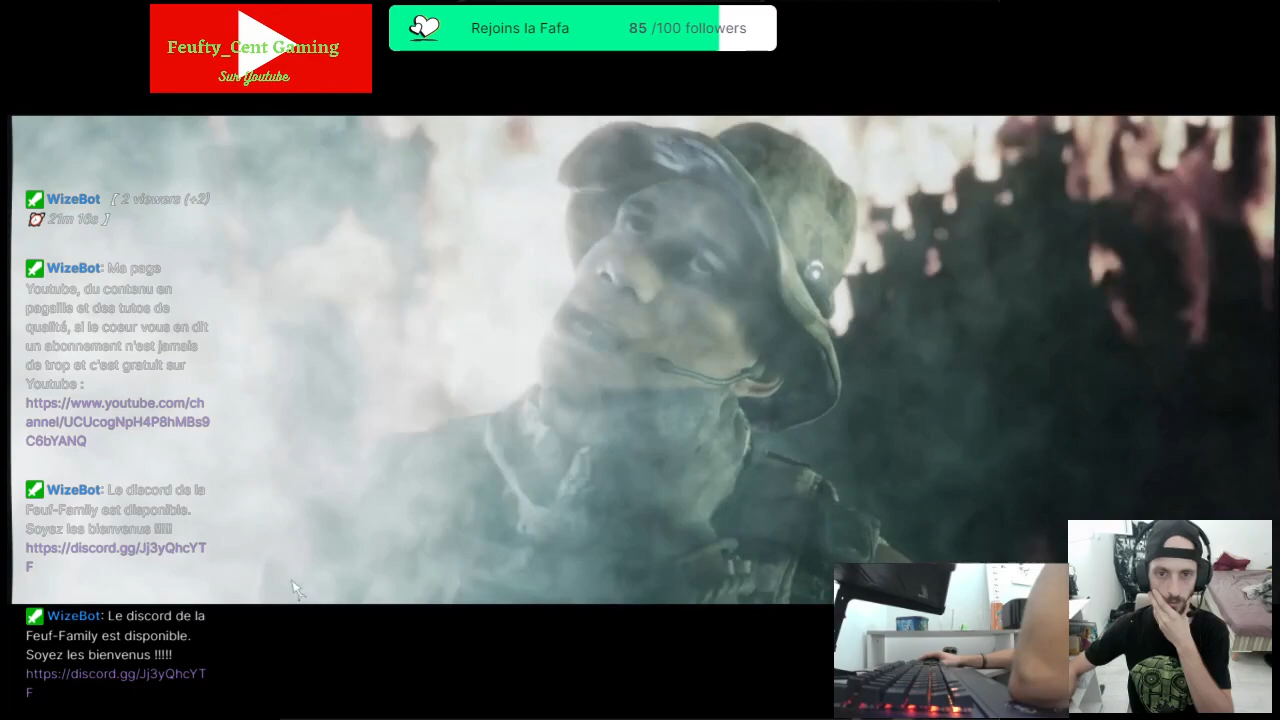 Feufty_Cent Gaming
Sur Youtube
Rejoins la Fafa 85 /100 followers
WizeBot [ 2 viewers (+2)
21m 16s ]
WizeBot: Ma page
Youtube, du contenu en
pagaille et des tutos de
qualité, si le coeur vous en dit
un abonnement n'est jamais
de trop et c'est gratuit sur
Youtube :
https://www.youtube.com/ch
annel/UCUcogNpH4P8hMBs9
C6bYANQ
WizeBot: Le discord de la
Feuf-Family est disponible.
Soyez les bienvenus !!!!!
https://discord.gg/Jj3yQhcYT
F
WizeBot: Le discord de la
Feuf-Family est disponible.
Soyez les bienvenus !!!!!
https://discord.gg/Jj3yQhcYT
F